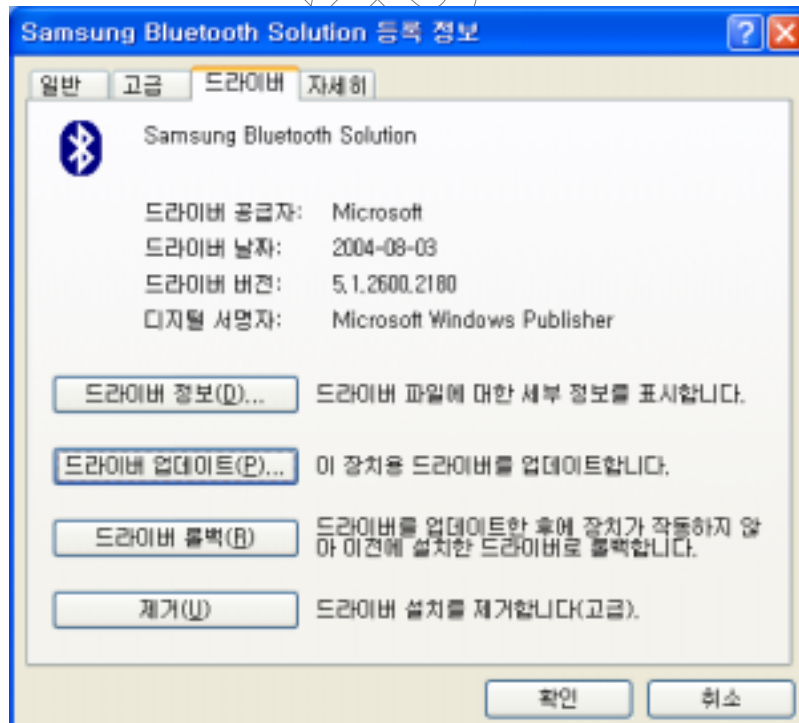 Samsung Bluetooth Solution 등록 정보
일반 고급 드라이버 자세히
Samsung Bluetooth Solution
드라이버 공급자: Microsoft
드라이버 날짜: 2004-08-03
드라이버 버전: 5.1.2600.2180
디지털 서명자: Microsoft Windows Publisher
드라이버 정보(D)... 드라이버 파일에 대한 세부 정보를 표시합니다.
드라이버 업데이트(P)... 이 장치용 드라이버를 업데이트합니다.
드라이버 롤백(R) 드라이버를 업데이트한 후에 장치가 작동하지 않
아 이전에 설치한 드라이버로 롤백합니다.
제거(U) 드라이버 설치를 제거합니다(고급).
확인 취소